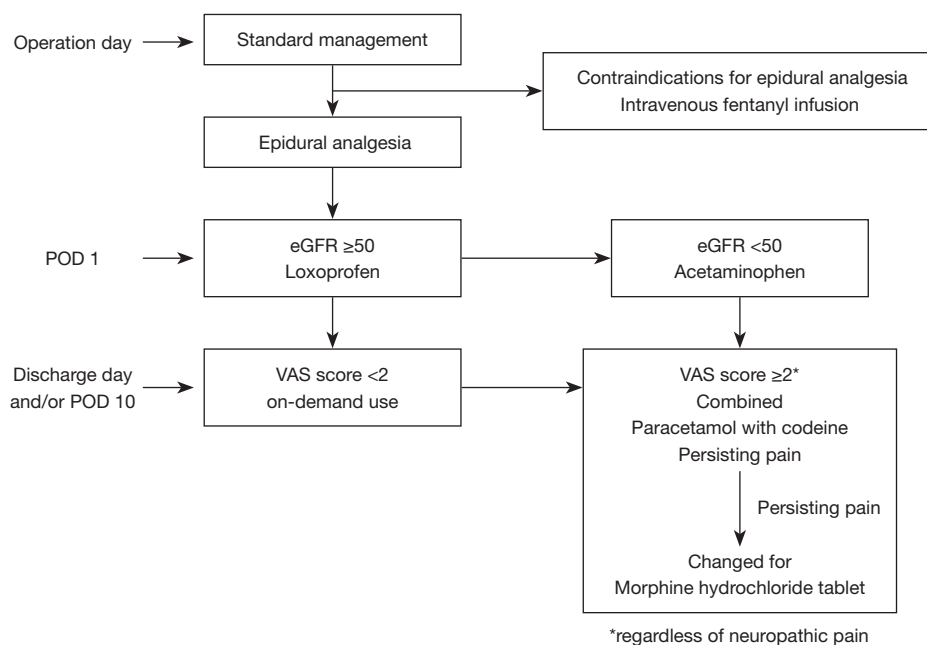 Operation day
Standard management
Contraindications for epidural analgesia
Intravenous fentanyl infusion
Epidural analgesia
POD 1
eGFR ≥50
Loxoprofen
eGFR <50
Acetaminophen
Discharge day
and/or POD 10
VAS score <2
on-demand use
VAS score ≥2*
Combined
Paracetamol with codeine
Persisting pain
Persisting pain
Changed for
Morphine hydrochloride tablet
*regardless of neuropathic pain